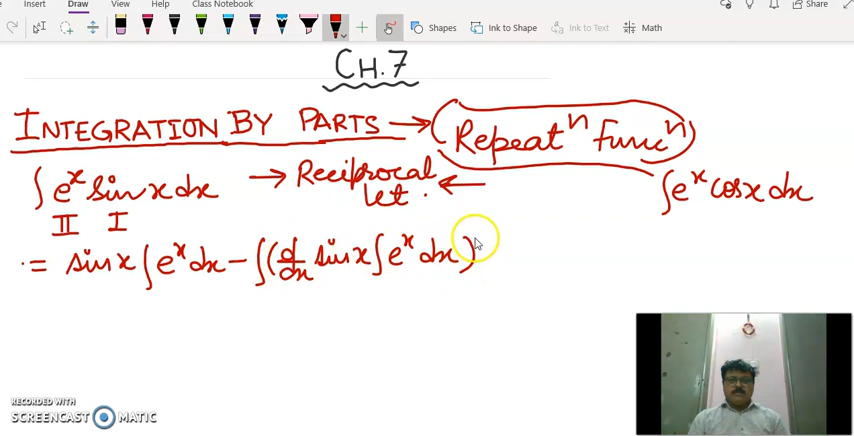 Insert Draw View Help Class Notebook Share
Shapes Ink to Shape Ink to Text Math
CH.7
INTEGRATION BY PARTS → Repeatⁿ Funcⁿ
∫ eˣ sin x dx → Reciprocal let. ← ∫ eˣ cos x dx
II I
. = sin x ∫ eˣ dx − ∫ ( d/dx sin x ∫ eˣ dx )
RECORDED WITH
SCREENCAST MATIC